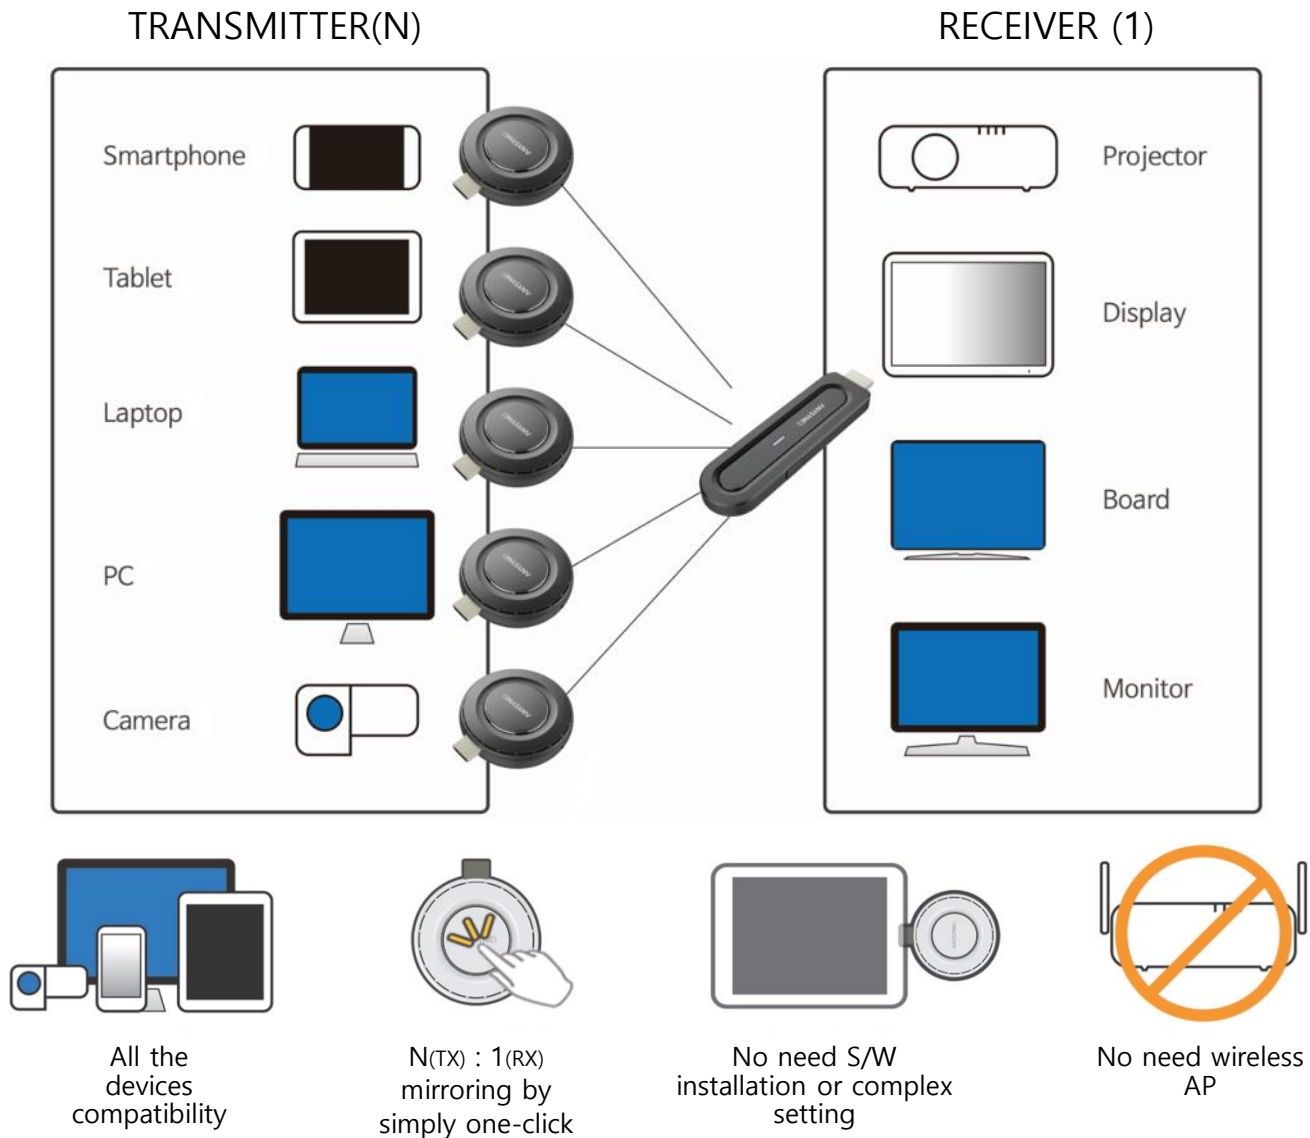 TRANSMITTER(N)
RECEIVER (1)
Smartphone
Tablet
Laptop
PC
Camera
Projector
Display
Board
Monitor
All the
devices
compatibility
N(TX) : 1(RX)
mirroring by
simply one-click
No need S/W
installation or complex
setting
No need wireless
AP